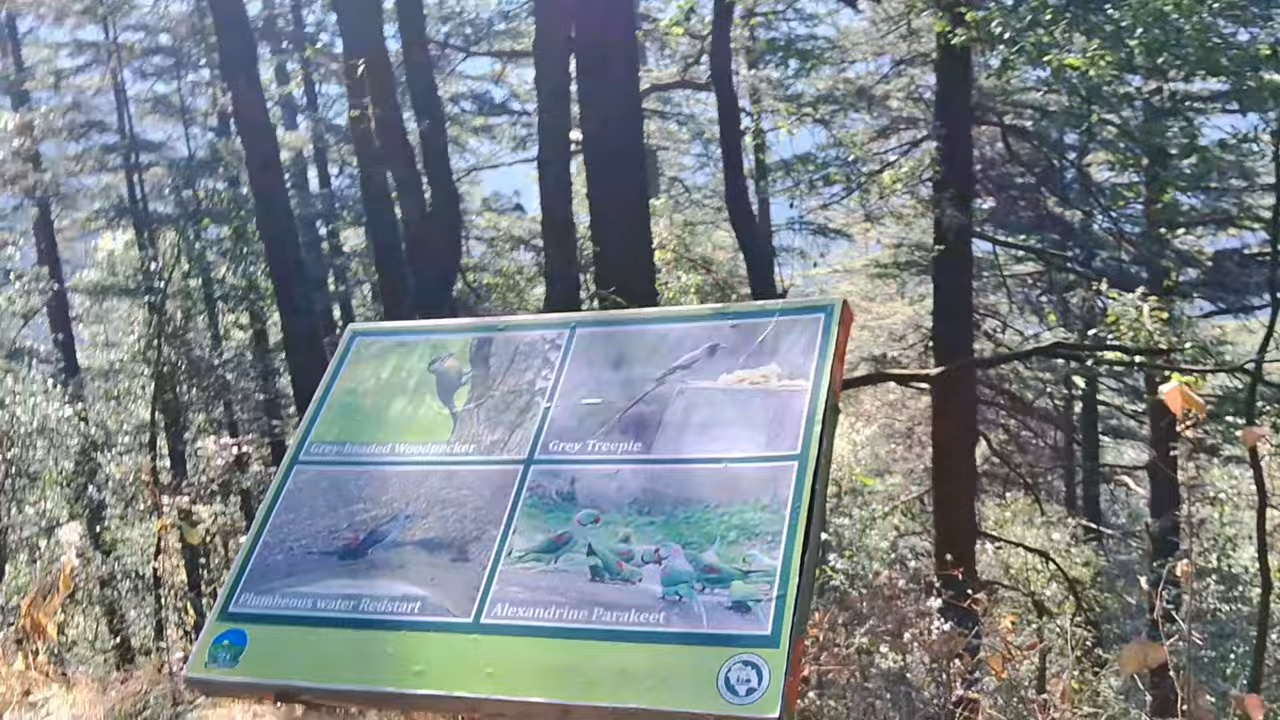 Grey-headed Woodpecker
Grey Treepie
Plumbeous water Redstart
Alexandrine Parakeet